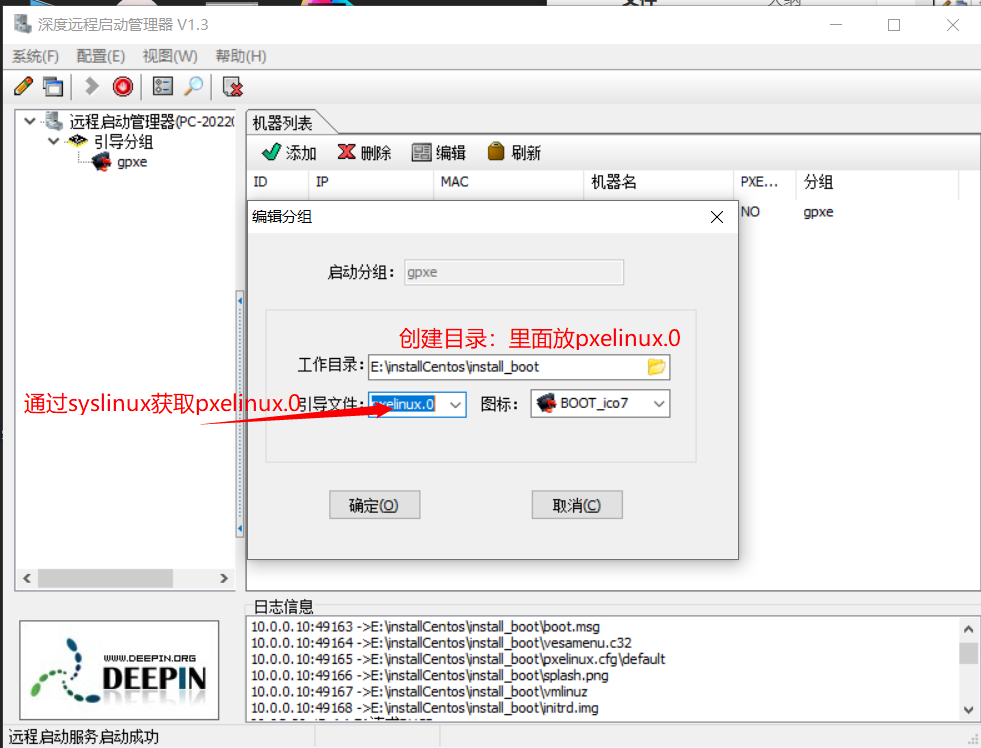 深度远程启动管理器 V1.3
系统(F) 配置(E) 视图(W) 帮助(H)
远程启动管理器(PC-2022(
引导分组
gpxe
机器列表
添加 删除 编辑 刷新
ID IP MAC 机器名 PXE... 分组
NO gpxe
编辑分组
启动分组: gpxe
创建目录：里面放pxelinux.0
工作目录: E:\installCentos\install_boot
通过syslinux获取pxelinux.0
引导文件: pxelinux.0 图标: BOOT_ico7
确定(O) 取消(C)
日志信息
10.0.0.10:49163 ->E:\installCentos\install_boot\boot.msg
10.0.0.10:49164 ->E:\installCentos\install_boot\vesamenu.c32
10.0.0.10:49165 ->E:\installCentos\install_boot\pxelinux.cfg\default
10.0.0.10:49166 ->E:\installCentos\install_boot\splash.png
10.0.0.10:49167 ->E:\installCentos\install_boot\vmlinuz
10.0.0.10:49168 ->E:\installCentos\install_boot\initrd.img
WWW.DEEPIN.ORG
DEEPIN
远程启动服务启动成功